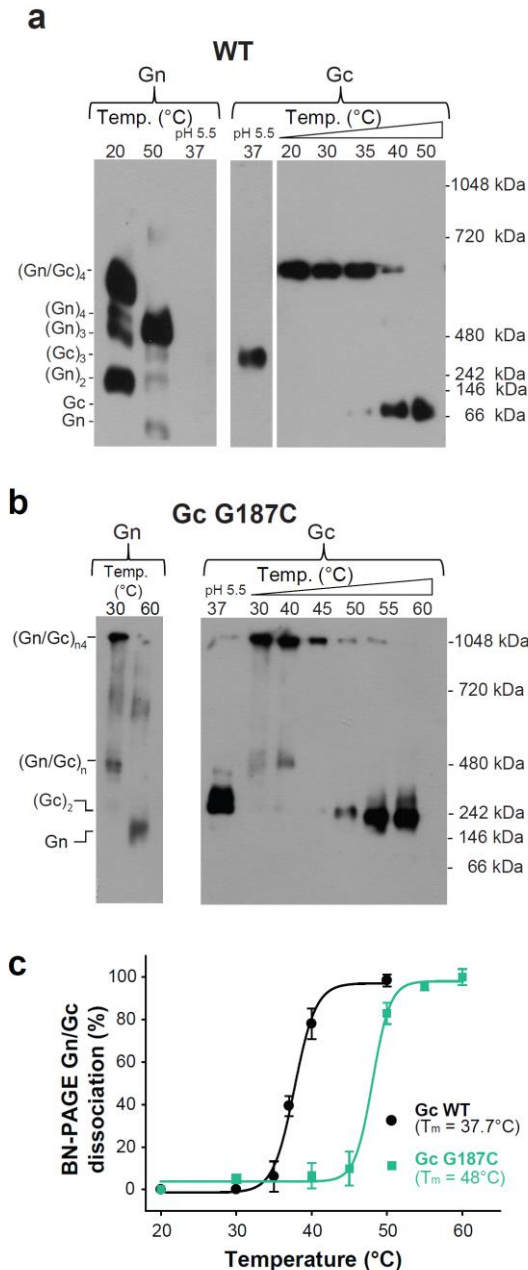 a
WT
Gn Gc
Temp. (°C) Temp. (°C)
pH 5.5 pH 5.5
20 50 37 37 20 30 35 40 50
- 1048 kDa
- 720 kDa
(Gn/Gc)4-
(Gn)4-
(Gn)3-
- 480 kDa
(Gc)3-
(Gn)2-
- 242 kDa
- 146 kDa
Gc -
- 66 kDa
Gn -
b
Gc G187C
Gn Gc
Temp. (°C) pH 5.5 Temp. (°C)
30 60 37 30 40 45 50 55 60
(Gn/Gc)n4- - 1048 kDa
- 720 kDa
(Gn/Gc)n - 480 kDa
(Gc)2
- 242 kDa
Gn - 146 kDa
- 66 kDa
c
BN-PAGE Gn/Gc
dissociation (%)
100
80
60
40
20
0
Gc WT
(Tm = 37.7°C)
Gc G187C
(Tm = 48°C)
20 30 40 50 60
Temperature (°C)